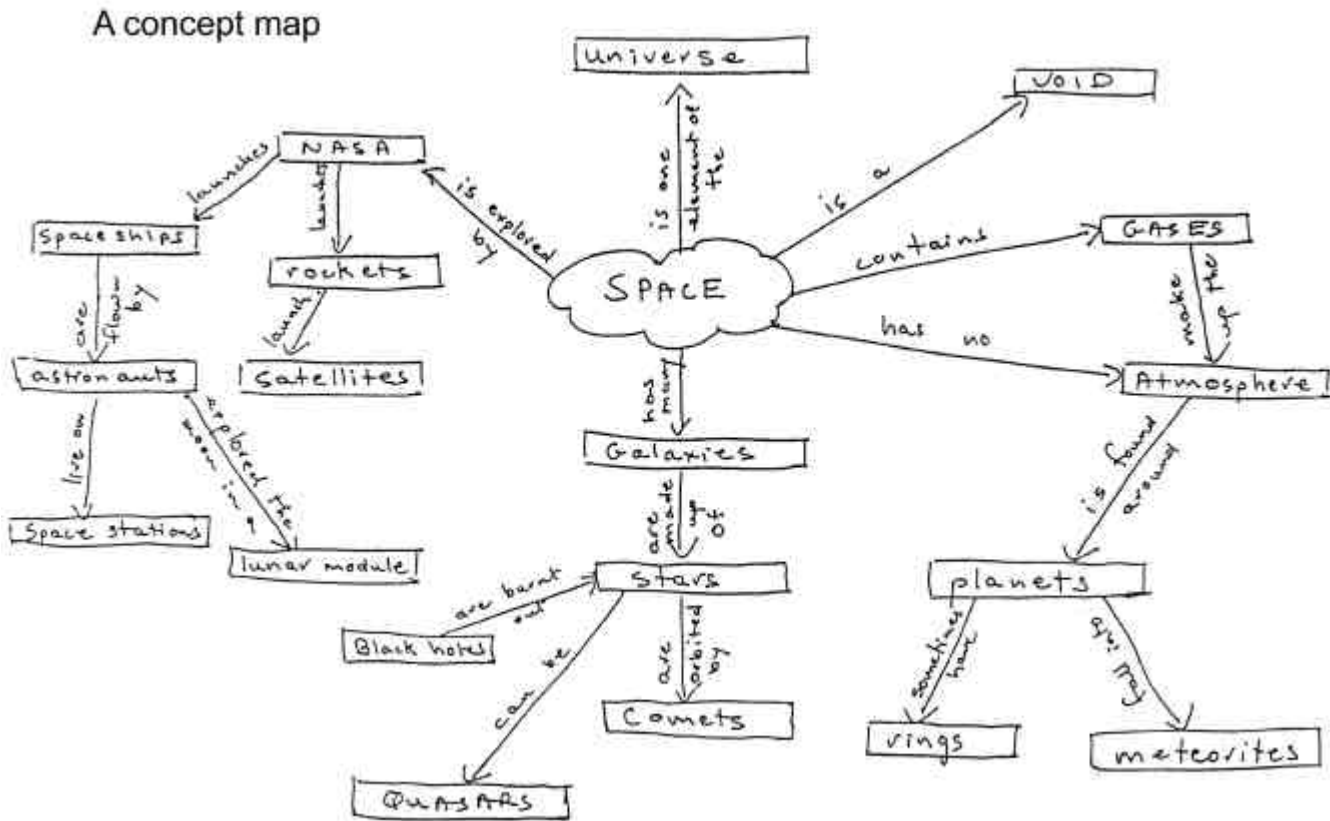 A concept map
universe
VOID
NASA
launches
launches
is explored
by
is one
element of
the
is a
Spaceships
GASES
contains
rockets
SPACE
make
up the
are
flown
by
launch
has no
astronauts
satellites
Atmosphere
has
many
live on
explored the
moon in a
Galaxies
is found
around
are
made
up
of
Space stations
lunar module
stars
planets
are burnt
out
Black holes
can be
are
orbited
by
sometimes
have
fall into
Comets
rings
meteorites
QUASARS